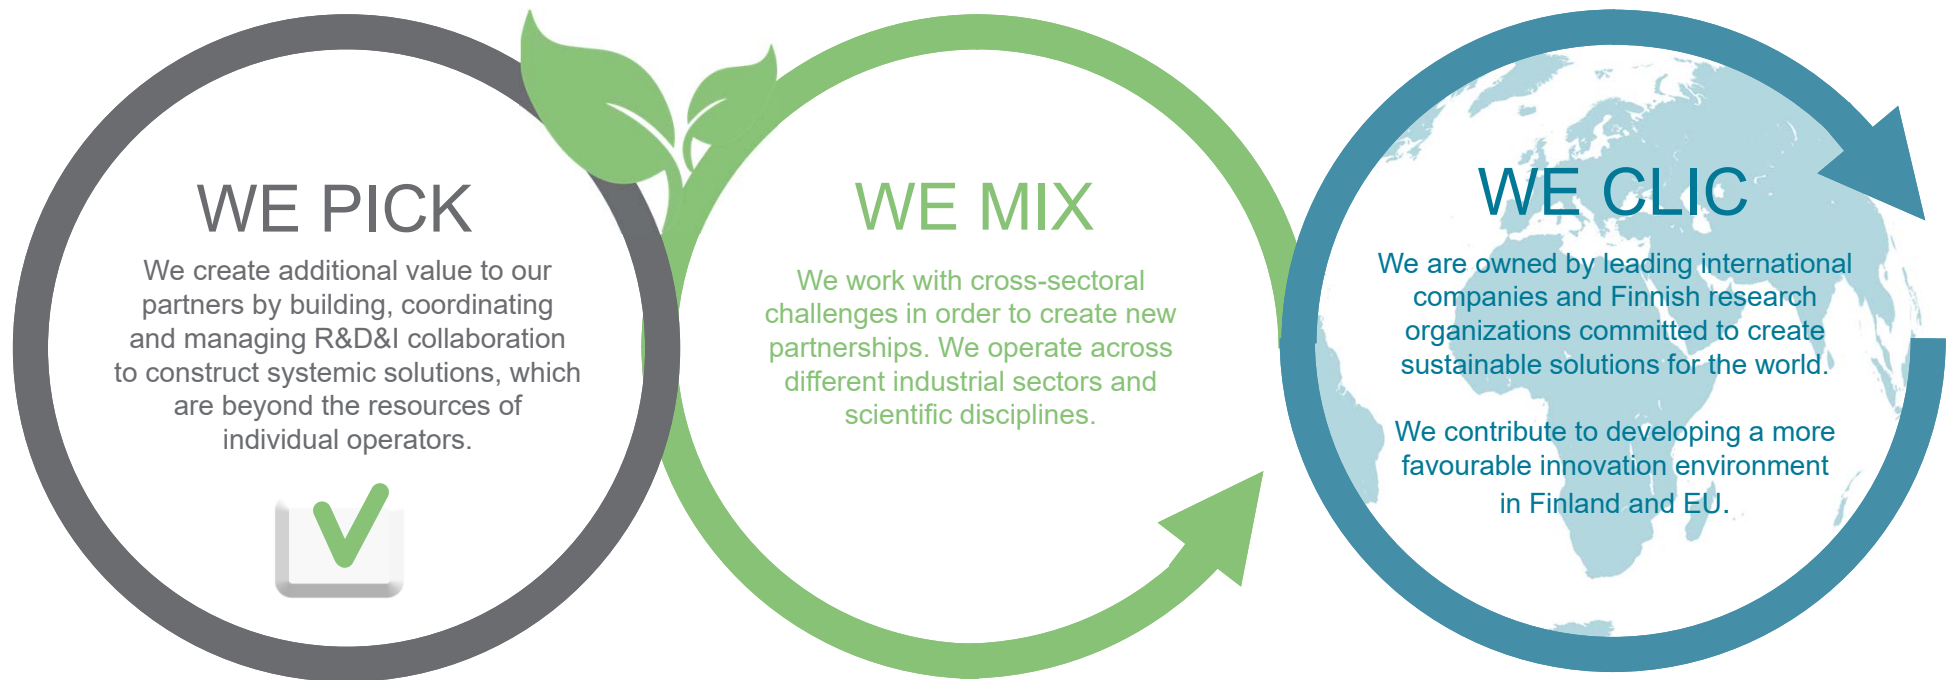 WE PICK
We create additional value to our
partners by building, coordinating
and managing R&D&I collaboration
to construct systemic solutions, which
are beyond the resources of
individual operators.
WE MIX
We work with cross-sectoral
challenges in order to create new
partnerships. We operate across
different industrial sectors and
scientific disciplines.
WE CLIC
We are owned by leading international
companies and Finnish research
organizations committed to create
sustainable solutions for the world.
We contribute to developing a more
favourable innovation environment
in Finland and EU.